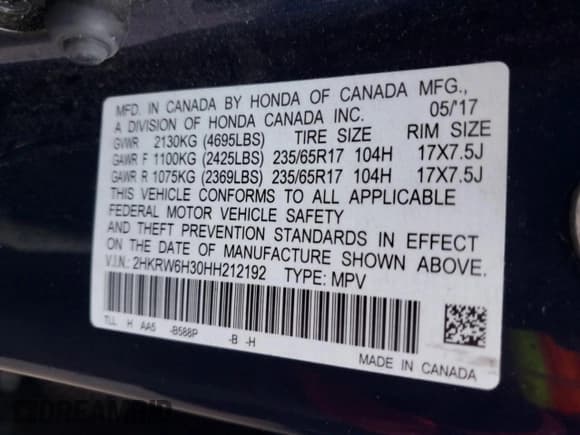 MFD. IN CANADA BY HONDA OF CANADA MFG.,
A DIVISION OF HONDA CANADA INC. 05/'17
GVWR 2130KG (4695LBS) TIRE SIZE RIM SIZE
GAWR F 1100KG (2425LBS) 235/65R17 104H 17X7.5J
GAWR R 1075KG (2369LBS) 235/65R17 104H 17X7.5J
THIS VEHICLE CONFORMS TO ALL APPLICABLE
FEDERAL MOTOR VEHICLE SAFETY
AND THEFT PREVENTION STANDARDS IN EFFECT
ON THE DATE OF MANUFACTURE SHOWN ABOVE.
V.I.N.: 2HKRW6H30HH212192 TYPE: MPV
TLL H AA5 -B588P -B -H
MADE IN CANADA
DREAMBID